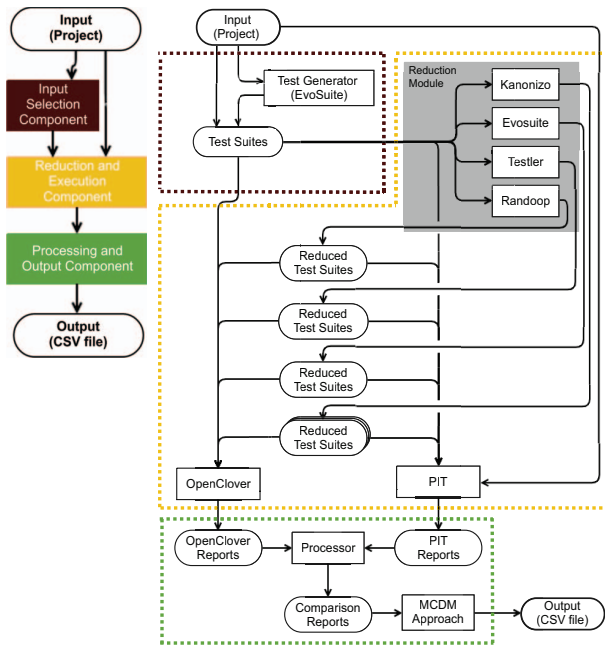 Input
(Project)
Input
Selection
Component
Reduction and
Execution
Component
Processing and
Output Component
Output
(CSV file)
Input
(Project)
Test Generator
(EvoSuite)
Test Suites
Reduction
Module
Kanonizo
Evosuite
Testler
Randoop
Reduced
Test Suites
Reduced
Test Suites
Reduced
Test Suites
Reduced
Test Suites
OpenClover
PIT
OpenClover
Reports
Processor
PIT
Reports
Comparison
Reports
MCDM
Approach
Output
(CSV file)